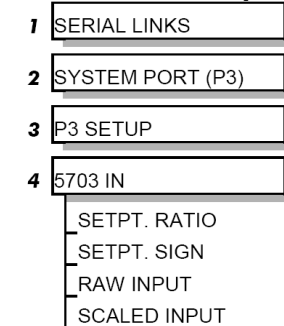 1 SERIAL LINKS
2 SYSTEM PORT (P3)
3 P3 SETUP
4 5703 IN
SETPT. RATIO
SETPT. SIGN
RAW INPUT
SCALED INPUT